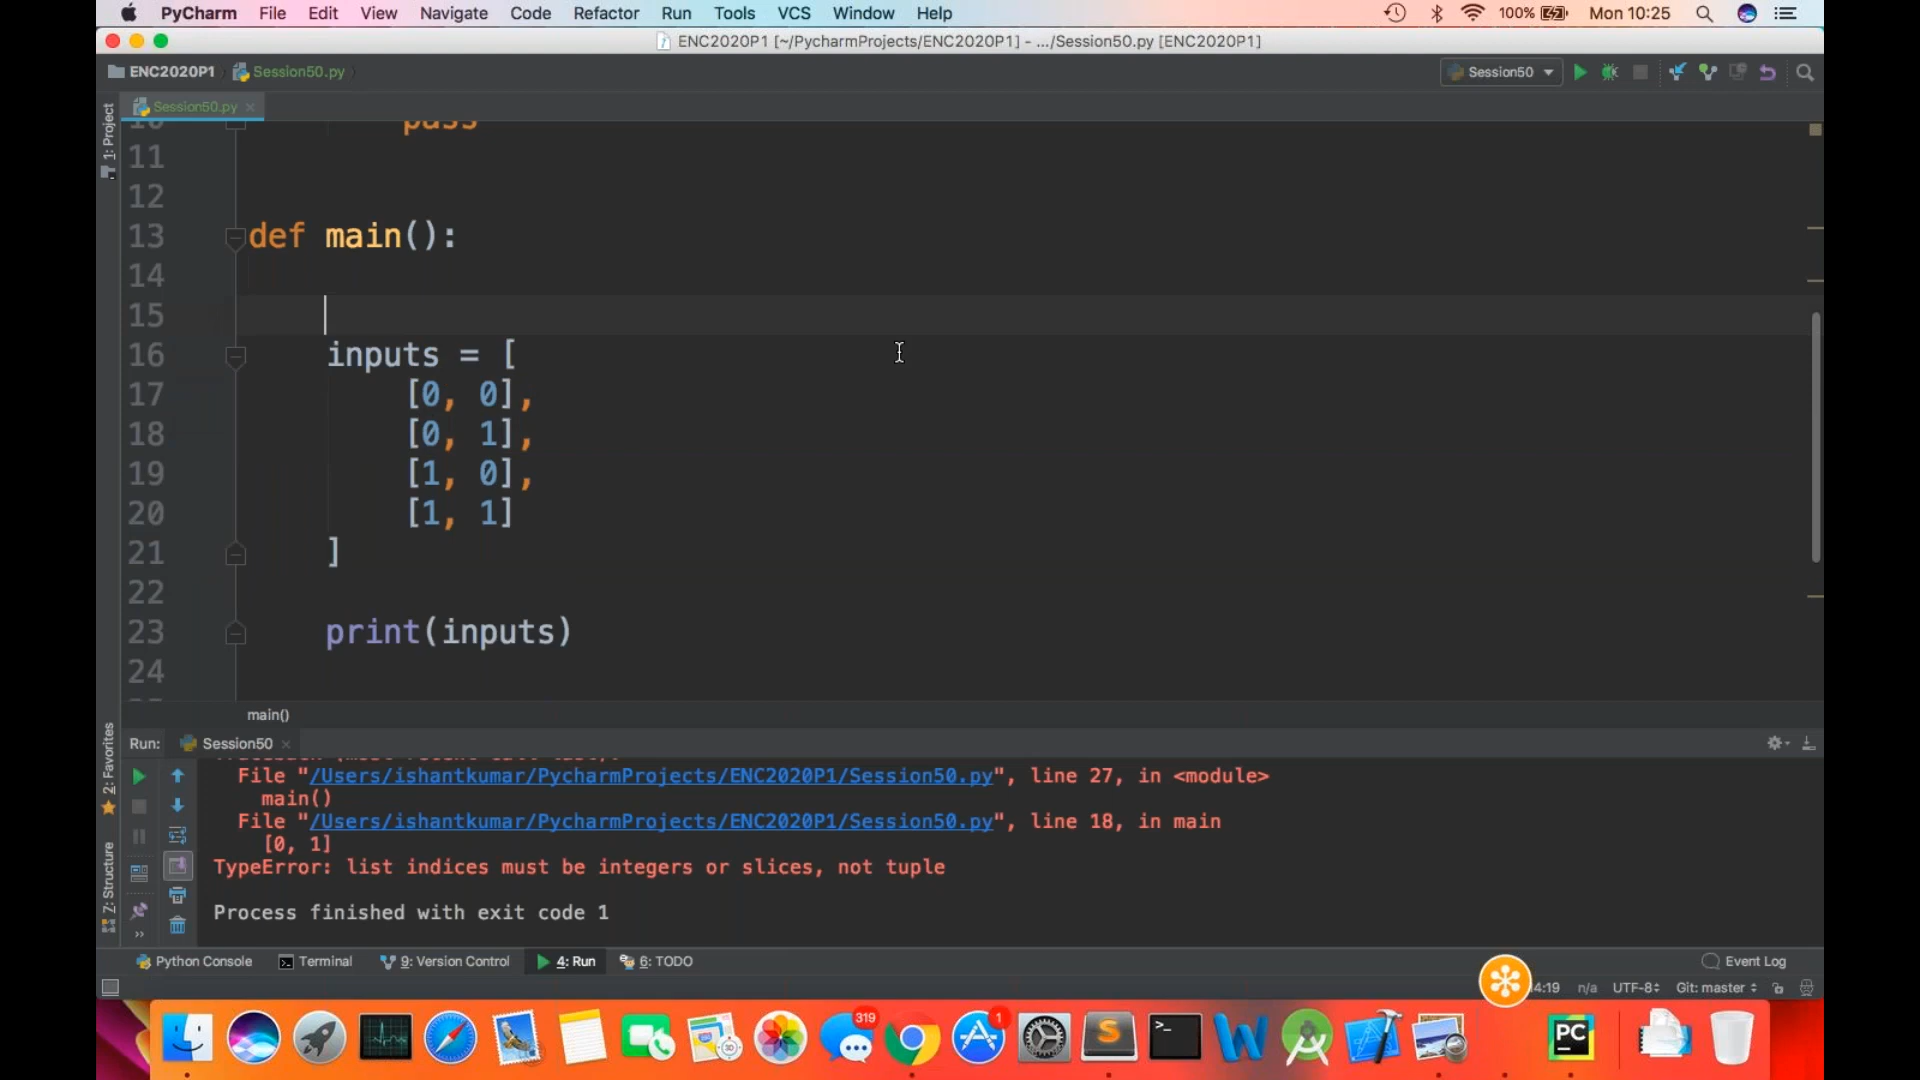 PyCharm File Edit View Navigate Code Refactor Run Tools VCS Window Help 100% Mon 10:25
ENC2020P1 [~/PycharmProjects/ENC2020P1] - .../Session50.py [ENC2020P1]
ENC2020P1 Session50.py Session50
1: Project
Session50.py
10 pass
11
12
13 def main():
14
15
16 inputs = [
17 [0, 0],
18 [0, 1],
19 [1, 0],
20 [1, 1]
21 ]
22
23 print(inputs)
24
main()
2: Favorites
Z: Structure
Run: Session50
File "/Users/ishantkumar/PycharmProjects/ENC2020P1/Session50.py", line 27, in <module>
main()
File "/Users/ishantkumar/PycharmProjects/ENC2020P1/Session50.py", line 18, in main
[0, 1]
TypeError: list indices must be integers or slices, not tuple
Process finished with exit code 1
Python Console Terminal 9: Version Control 4: Run 6: TODO Event Log
4:19 n/a UTF-8 Git: master
319 1 PC